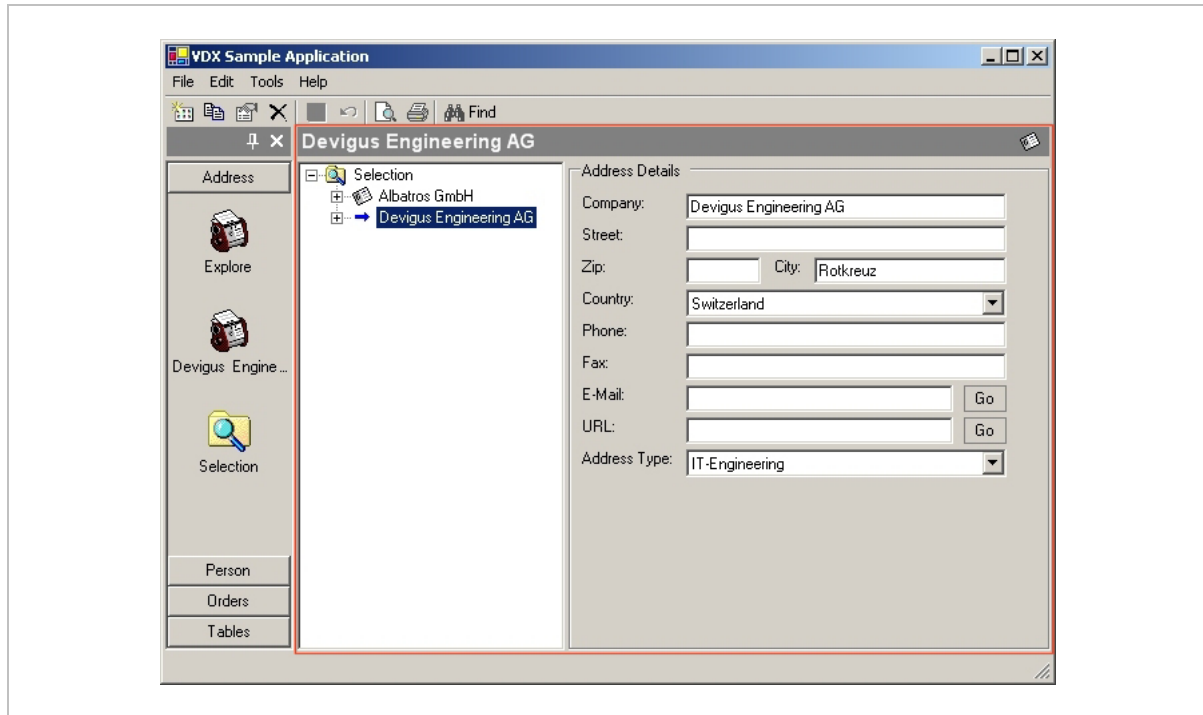 VDX Sample Application
File Edit Tools Help
Find
Devigus Engineering AG
Address
Explore
Devigus Engine...
Selection
Person
Orders
Tables
Selection
Albatros GmbH
Devigus Engineering AG
Address Details
Company: Devigus Engineering AG
Street:
Zip: City: Rotkreuz
Country: Switzerland
Phone:
Fax:
E-Mail: Go
URL: Go
Address Type: IT-Engineering